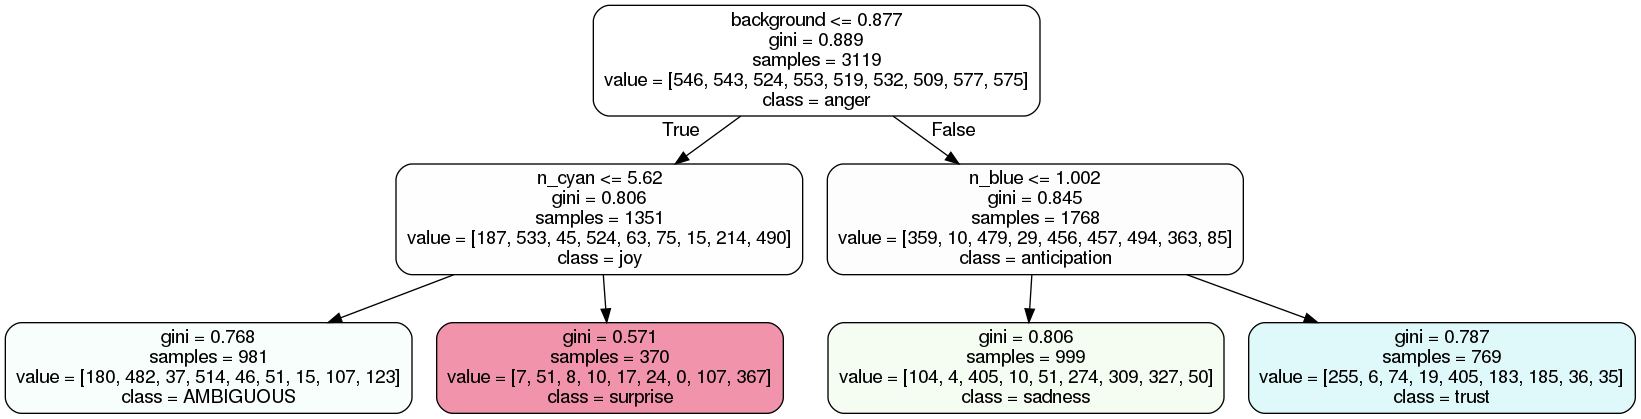 background <= 0.877
gini = 0.889
samples = 3119
value = [546, 543, 524, 553, 519, 532, 509, 577, 575]
class = anger
True
False
n_cyan <= 5.62
gini = 0.806
samples = 1351
value = [187, 533, 45, 524, 63, 75, 15, 214, 490]
class = joy
n_blue <= 1.002
gini = 0.845
samples = 1768
value = [359, 10, 479, 29, 456, 457, 494, 363, 85]
class = anticipation
gini = 0.768
samples = 981
value = [180, 482, 37, 514, 46, 51, 15, 107, 123]
class = AMBIGUOUS
gini = 0.571
samples = 370
value = [7, 51, 8, 10, 17, 24, 0, 107, 367]
class = surprise
gini = 0.806
samples = 999
value = [104, 4, 405, 10, 51, 274, 309, 327, 50]
class = sadness
gini = 0.787
samples = 769
value = [255, 6, 74, 19, 405, 183, 185, 36, 35]
class = trust